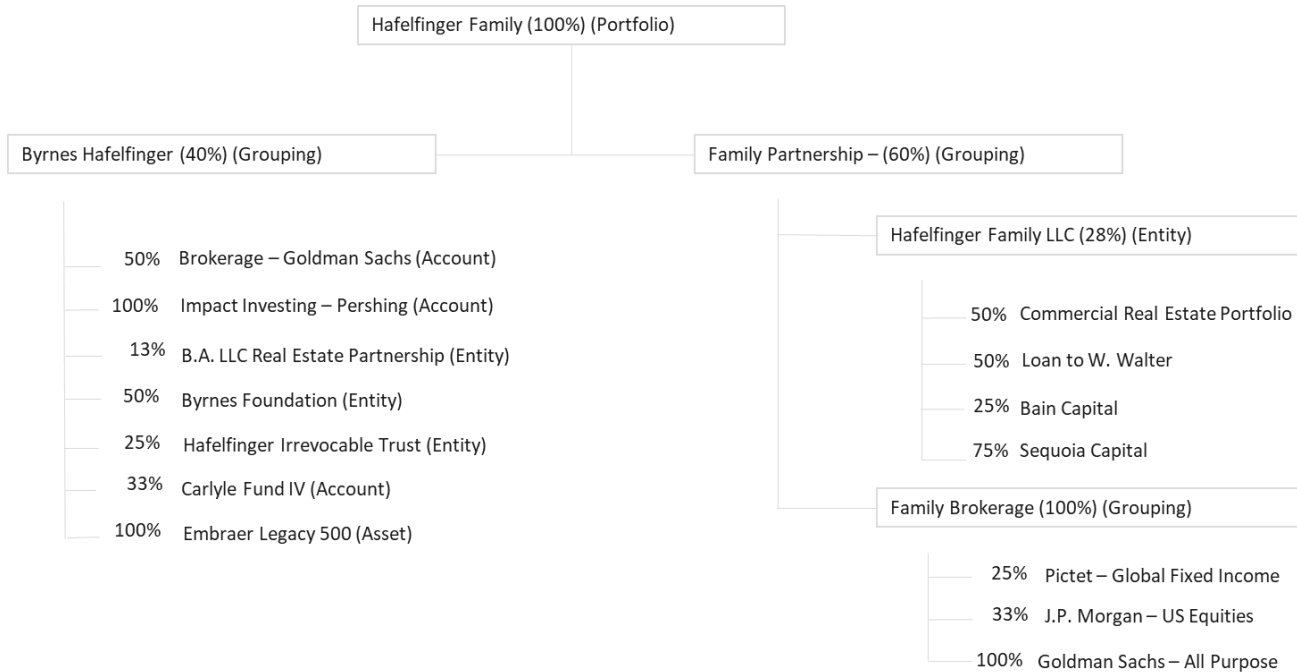 Hafelfinger Family (100%) (Portfolio)
Byrnes Hafelfinger (40%) (Grouping)
50% Brokerage – Goldman Sachs (Account)
100% Impact Investing – Pershing (Account)
13% B.A. LLC Real Estate Partnership (Entity)
50% Byrnes Foundation (Entity)
25% Hafelfinger Irrevocable Trust (Entity)
33% Carlyle Fund IV (Account)
100% Embraer Legacy 500 (Asset)
Family Partnership – (60%) (Grouping)
Hafelfinger Family LLC (28%) (Entity)
50% Commercial Real Estate Portfolio
50% Loan to W. Walter
25% Bain Capital
75% Sequoia Capital
Family Brokerage (100%) (Grouping)
25% Pictet – Global Fixed Income
33% J.P. Morgan – US Equities
100% Goldman Sachs – All Purpose